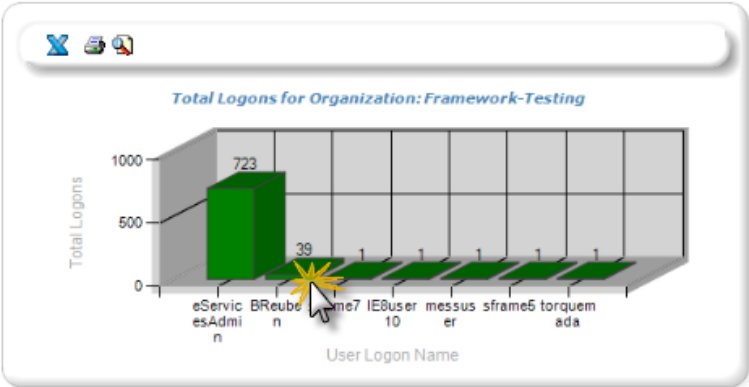 Total Logons for Organization: Framework-Testing
1000
500
0
Total Logons
723
39
1
1
1
1
1
eServic
esAdmi
n
BReube
n
me7
IE8user
10
messus
er
sframe5
torquem
ada
User Logon Name